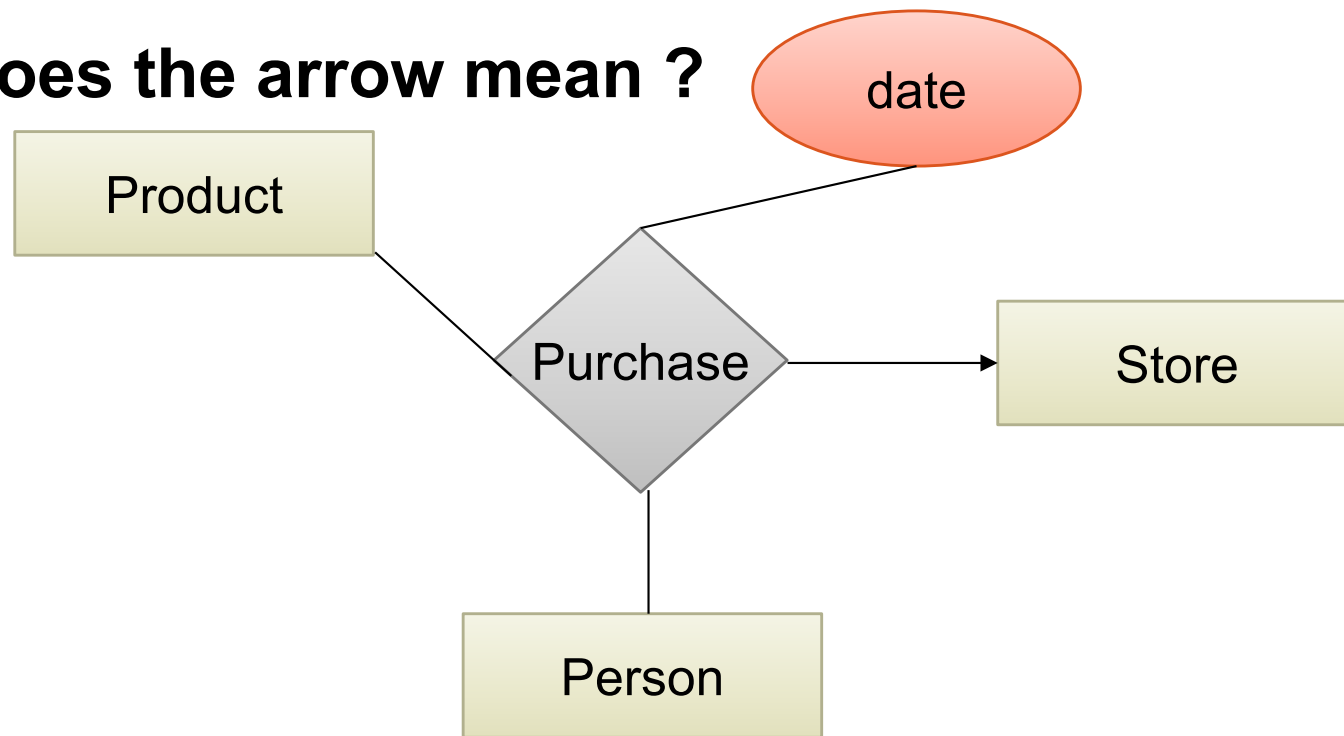 oes the arrow mean ?
date
Product
Purchase
Store
Person